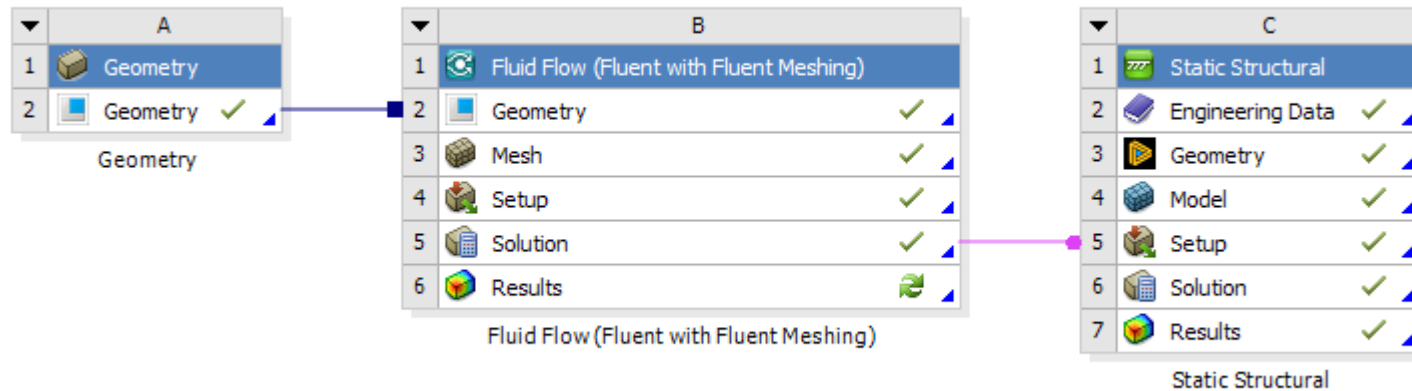 A
1 Geometry
2 Geometry
Geometry
B
1 Fluid Flow (Fluent with Fluent Meshing)
2 Geometry
3 Mesh
4 Setup
5 Solution
6 Results
Fluid Flow (Fluent with Fluent Meshing)
C
1 Static Structural
2 Engineering Data
3 Geometry
4 Model
5 Setup
6 Solution
7 Results
Static Structural